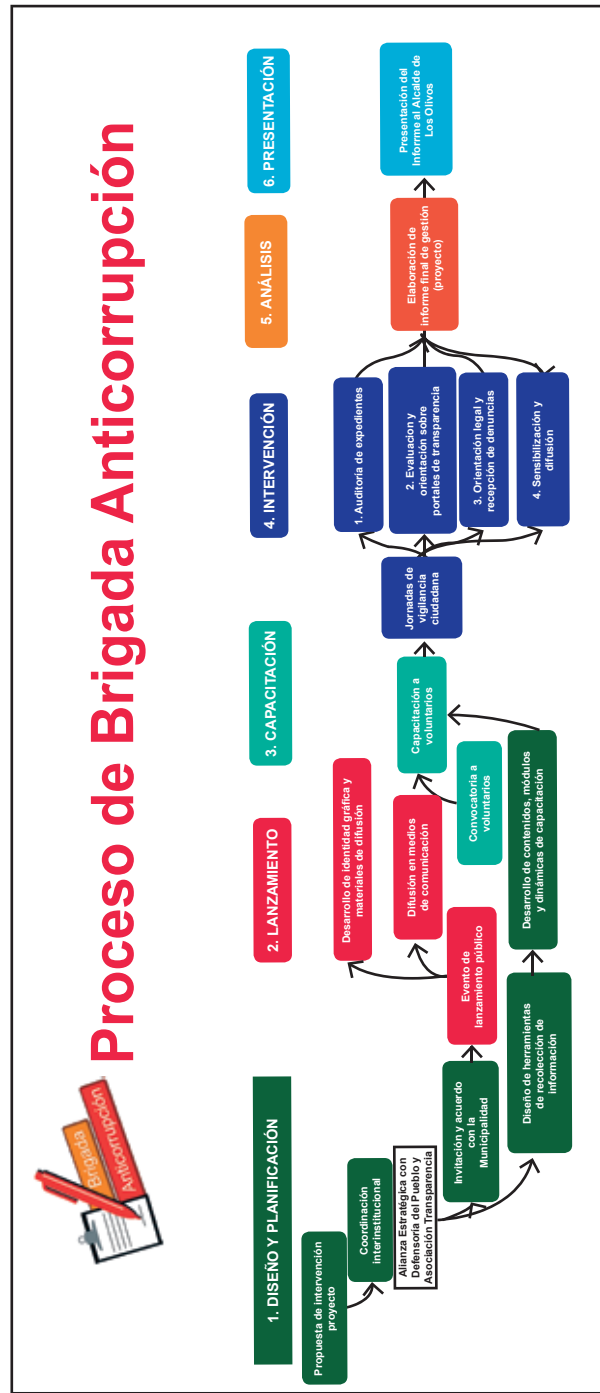 Brigada
Anticorrupción
Proceso de Brigada Anticorrupción
1. DISEÑO Y PLANIFICACIÓN
2. LANZAMIENTO
3. CAPACITACIÓN
4. INTERVENCIÓN
5. ANÁLISIS
6. PRESENTACIÓN
Propuesta de intervención
proyecto
Coordinación
interinstitucional
Alianza Estratégica con
Defensoría del Pueblo y
Asociación Transparencia
Invitación y acuerdo
con la
Municipalidad
Diseño de herramientas
de recolección de
información
Evento de
lanzamiento público
Desarrollo de identidad gráfica y
materiales de difusión
Difusión en medios
de comunicación
Convocatoria a
voluntarios
Desarrollo de contenidos, módulos
y dinámicas de capacitación
Capacitación a
voluntarios
Jornadas de
vigilancia
ciudadana
1. Auditoría de expedientes
2. Evaluacion y
orientación sobre
portales de transparencia
3. Orientación legal y
recepción de denuncias
4. Sensibilización y
difusión
Elaboración de
informe final de gestión
(proyecto)
Presentación del
Inforrme al Alcalde de
Los Olivos